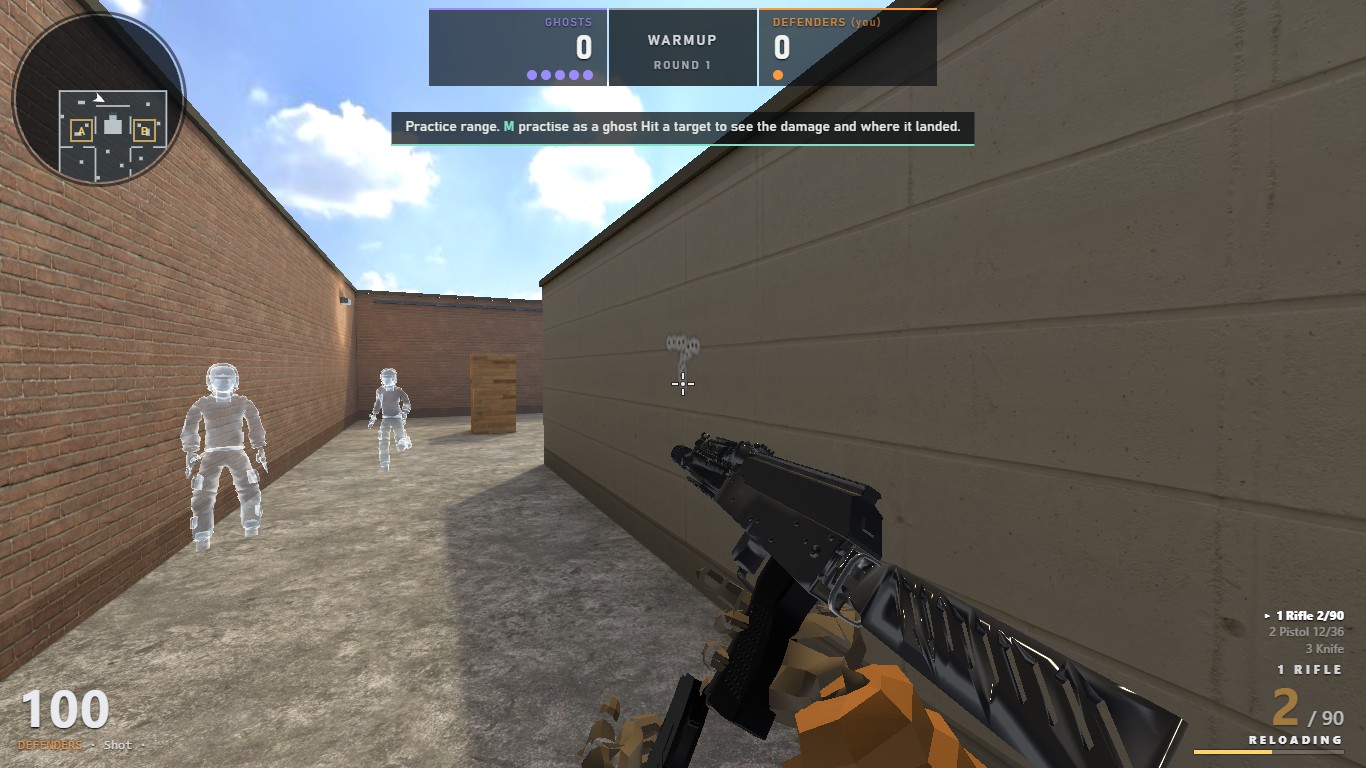 GHOSTS
0
WARMUP
ROUND 1
DEFENDERS (you)
0
Practice range. M practise as a ghost Hit a target to see the damage and where it landed.
A
B
1 Rifle 2/90
2 Pistol 12/36
3 Knife
1 RIFLE
2 / 90
RELOADING
100
DEFENDERS · Shot ·